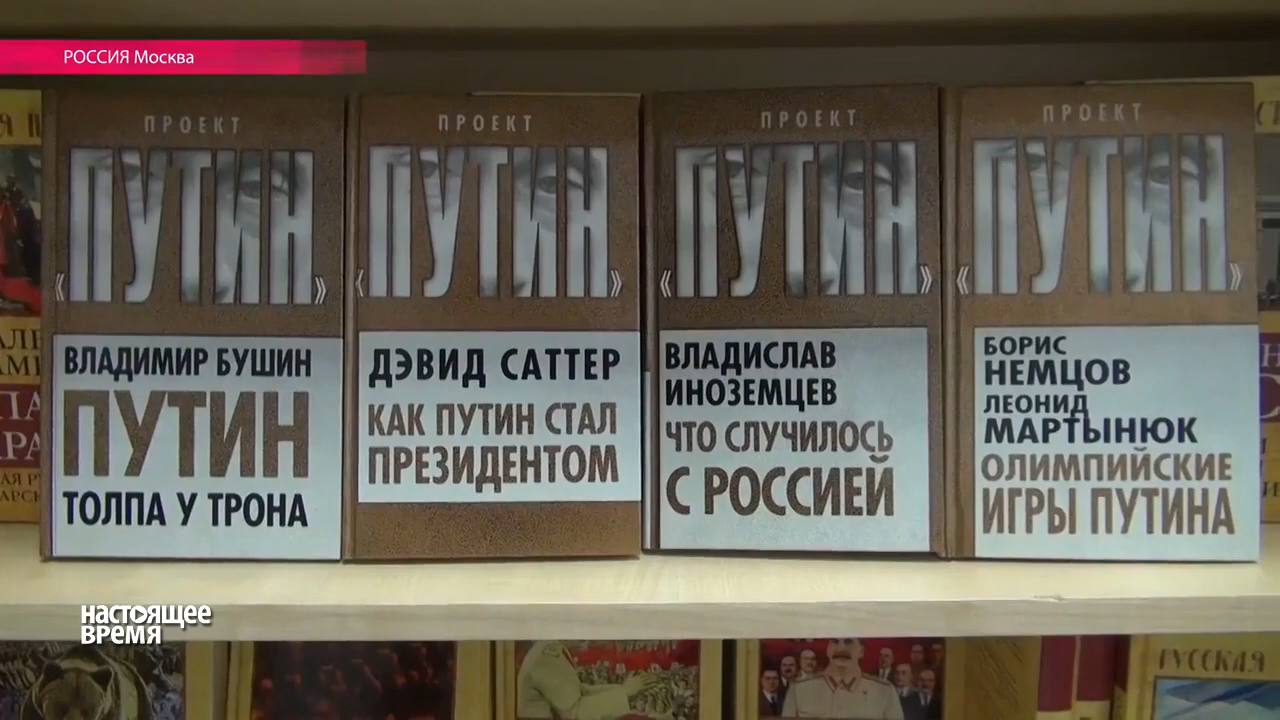 РОССИЯ Москва
ПРОЕКТ
«ПУТИН»
ВЛАДИМИР БУШИН
ПУТИН
ТОЛПА У ТРОНА
ПРОЕКТ
«ПУТИН»
ДЭВИД САТТЕР
КАК ПУТИН СТАЛ
ПРЕЗИДЕНТОМ
ПРОЕКТ
«ПУТИН»
ВЛАДИСЛАВ
ИНОЗЕМЦЕВ
ЧТО СЛУЧИЛОСЬ
С РОССИЕЙ
ПРОЕКТ
«ПУТИН»
БОРИС
НЕМЦОВ
ЛЕОНИД
МАРТЫНЮК
ОЛИМПИЙСКИЕ
ИГРЫ ПУТИНА
НАСТОЯЩЕЕ
ВРЕМЯ
РУССКАЯ